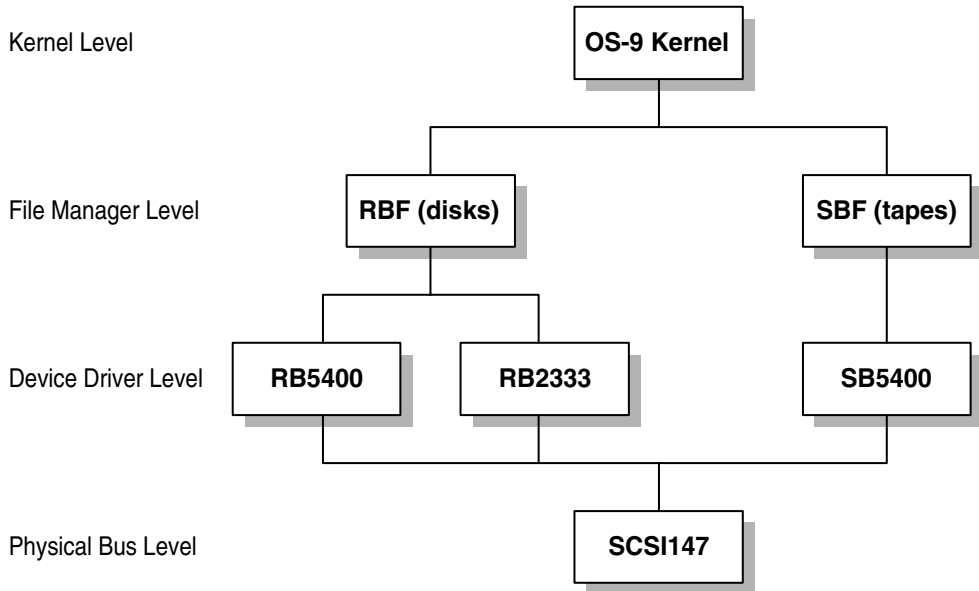 Kernel Level
OS-9 Kernel
File Manager Level
RBF (disks)
SBF (tapes)
Device Driver Level
RB5400
RB2333
SB5400
Physical Bus Level
SCSI147